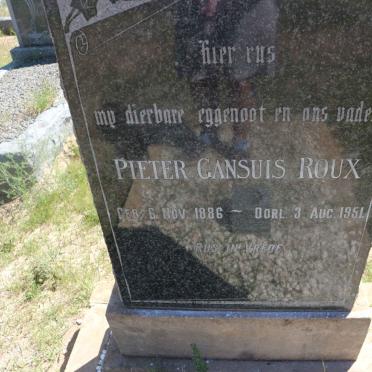 Hier rus
my dierbare eggenoot en ons vader
PIETER GANSUIS ROUX
GEB. 6. NOV. 1886 ~ OORL. 3. AUG. 1951.
RUS IN VREDE